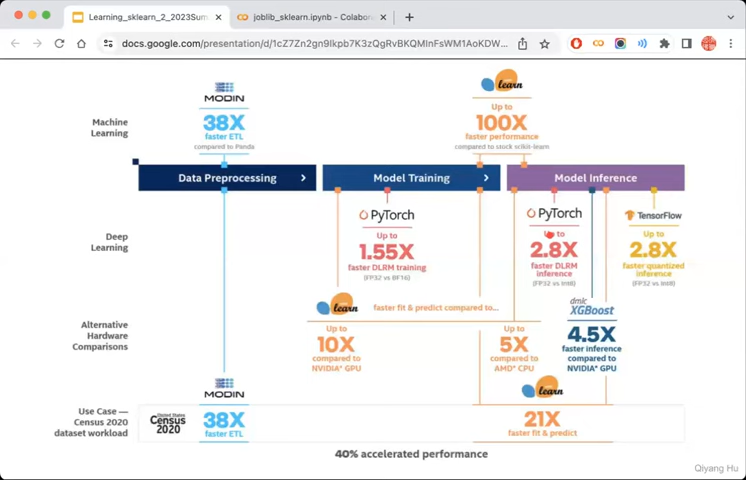 Learning_sklearn_2_2023Sum
joblib_sklearn.ipynb - Colabora
docs.google.com/presentation/d/1cZ7Zn2gn9Ikpb7K3zQgRvBKQMInFsWM1AoKDW...
Machine
Learning
MODIN
38X
faster ETL
compared to Panda
learn
Up to
100X
faster performance
compared to stock scikit-learn
Data Preprocessing
Model Training
Model Inference
Deep
Learning
PyTorch
Up to
1.55X
faster DLRM training
(FP32 vs BF16)
PyTorch
Up to
2.8X
faster DLRM
inference
(FP32 vs Int8)
TensorFlow
Up to
2.8X
faster quantized
inference
(FP32 vs Int8)
Alternative
Hardware
Comparisons
learn
faster fit & predict compared to...
Up to
10X
compared to
NVIDIA* GPU
Up to
5X
compared to
AMD* CPU
dmlc
XGBoost
4.5X
faster inference
compared to
NVIDIA* GPU
Use Case —
Census 2020
dataset workload
United States
Census
2020
MODIN
38X
faster ETL
learn
21X
faster fit & predict
40% accelerated performance
Qiyang Hu